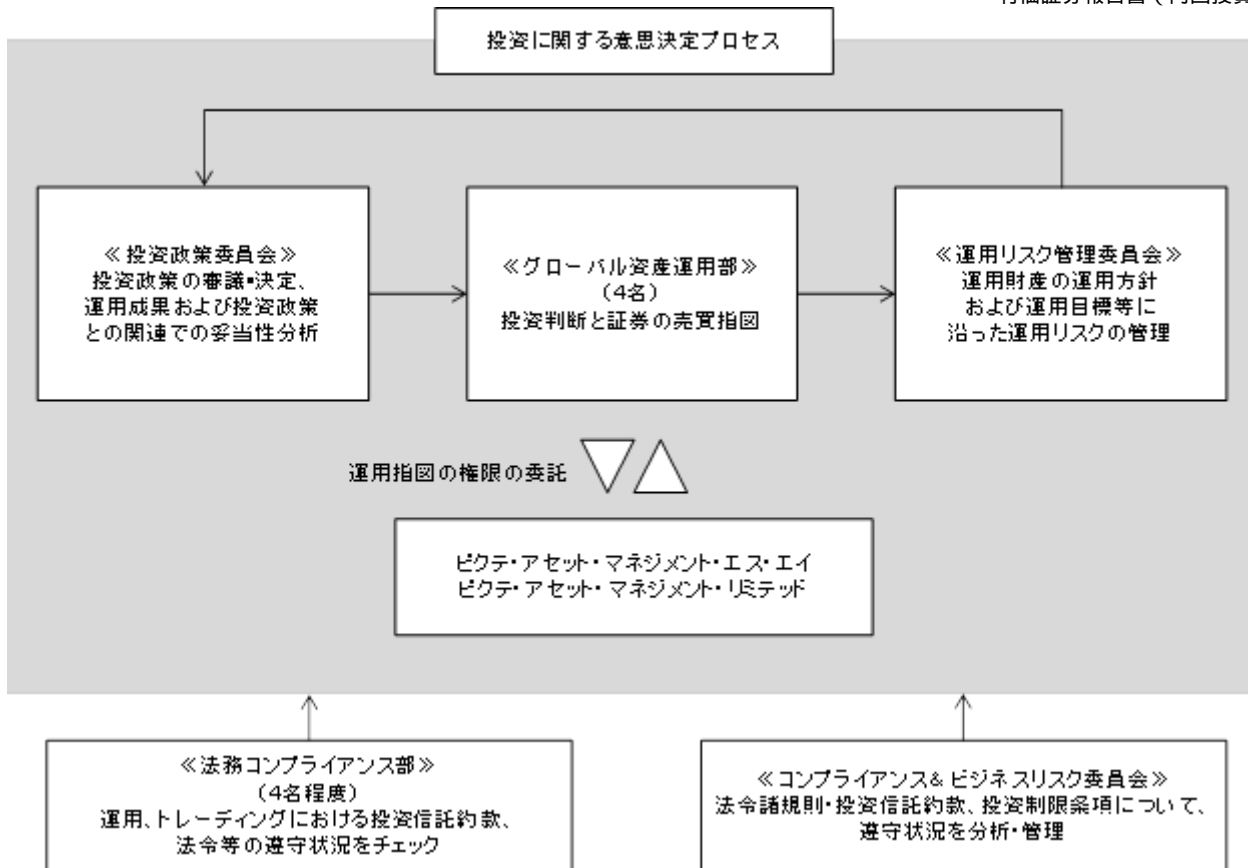 投資に関する意思決定プロセス
≪投資政策委員会≫
投資政策の審議・決定、
運用成果および投資政策
との関連での妥当性分析
≪グローバル資産運用部≫
(4名)
投資判断と証券の売買指図
≪運用リスク管理委員会≫
運用財産の運用方針
および運用目標等に
沿った運用リスクの管理
運用指図の権限の委託
ピクテ・アセット・マネジメント・エス・エイ
ピクテ・アセット・マネジメント・リミテッド
≪法務コンプライアンス部≫
(4名程度)
運用、トレーディングにおける投資信託約款、
法令等の遵守状況をチェック
≪コンプライアンス&ビジネスリスク委員会≫
法令諸規則・投資信託約款、投資制限条項について、
遵守状況を分析・管理